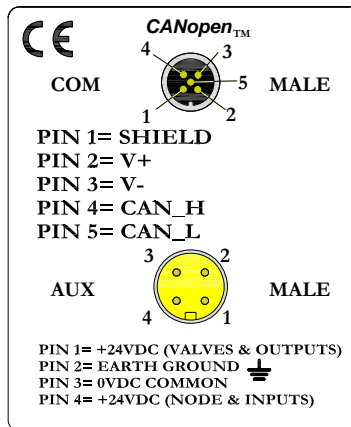 CE
CANopen™
4 3
COM 5 MALE
1 2
PIN 1= SHIELD
PIN 2= V+
PIN 3= V-
PIN 4= CAN_H
PIN 5= CAN_L
3 2
AUX MALE
4 1
PIN 1= +24VDC (VALVES & OUTPUTS)
PIN 2= EARTH GROUND
PIN 3= 0VDC COMMON
PIN 4= +24VDC (NODE & INPUTS)